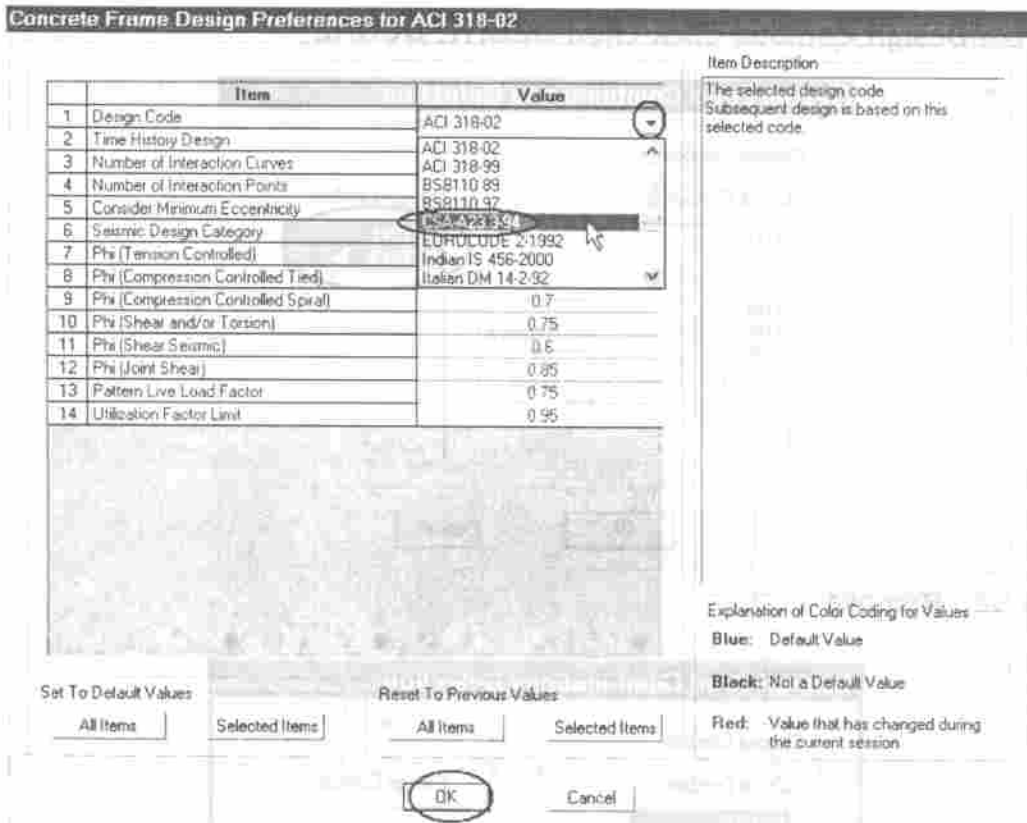 Concrete Frame Design Preferences for ACI 318-02
Item Value
1 Design Code ACI 318-02
2 Time History Design
3 Number of Interaction Curves
4 Number of Interaction Points
5 Consider Minimum Eccentricity
6 Seismic Design Category
7 Phi (Tension Controlled)
8 Phi (Compression Controlled Tied)
9 Phi (Compression Controlled Spiral) 0.7
10 Phi (Shear and/or Torsion) 0.75
11 Phi (Shear Seismic) 0.6
12 Phi (Joint Shear) 0.85
13 Pattern Live Load Factor 0.75
14 Utilization Factor Limit 0.95
ACI 318-02
ACI 318-99
BS8110 89
BS8110 97
CSA-A23.3-94
EUROCODE 2-1992
Indian IS 456-2000
Italian DM 14-2-92
Item Description
The selected design code
Subsequent design is based on this
selected code.
Explanation of Color Coding for Values
Blue: Default Value
Black: Not a Default Value
Red: Value that has changed during
the current session
Set To Default Values
All Items Selected Items
Reset To Previous Values
All Items Selected Items
OK Cancel